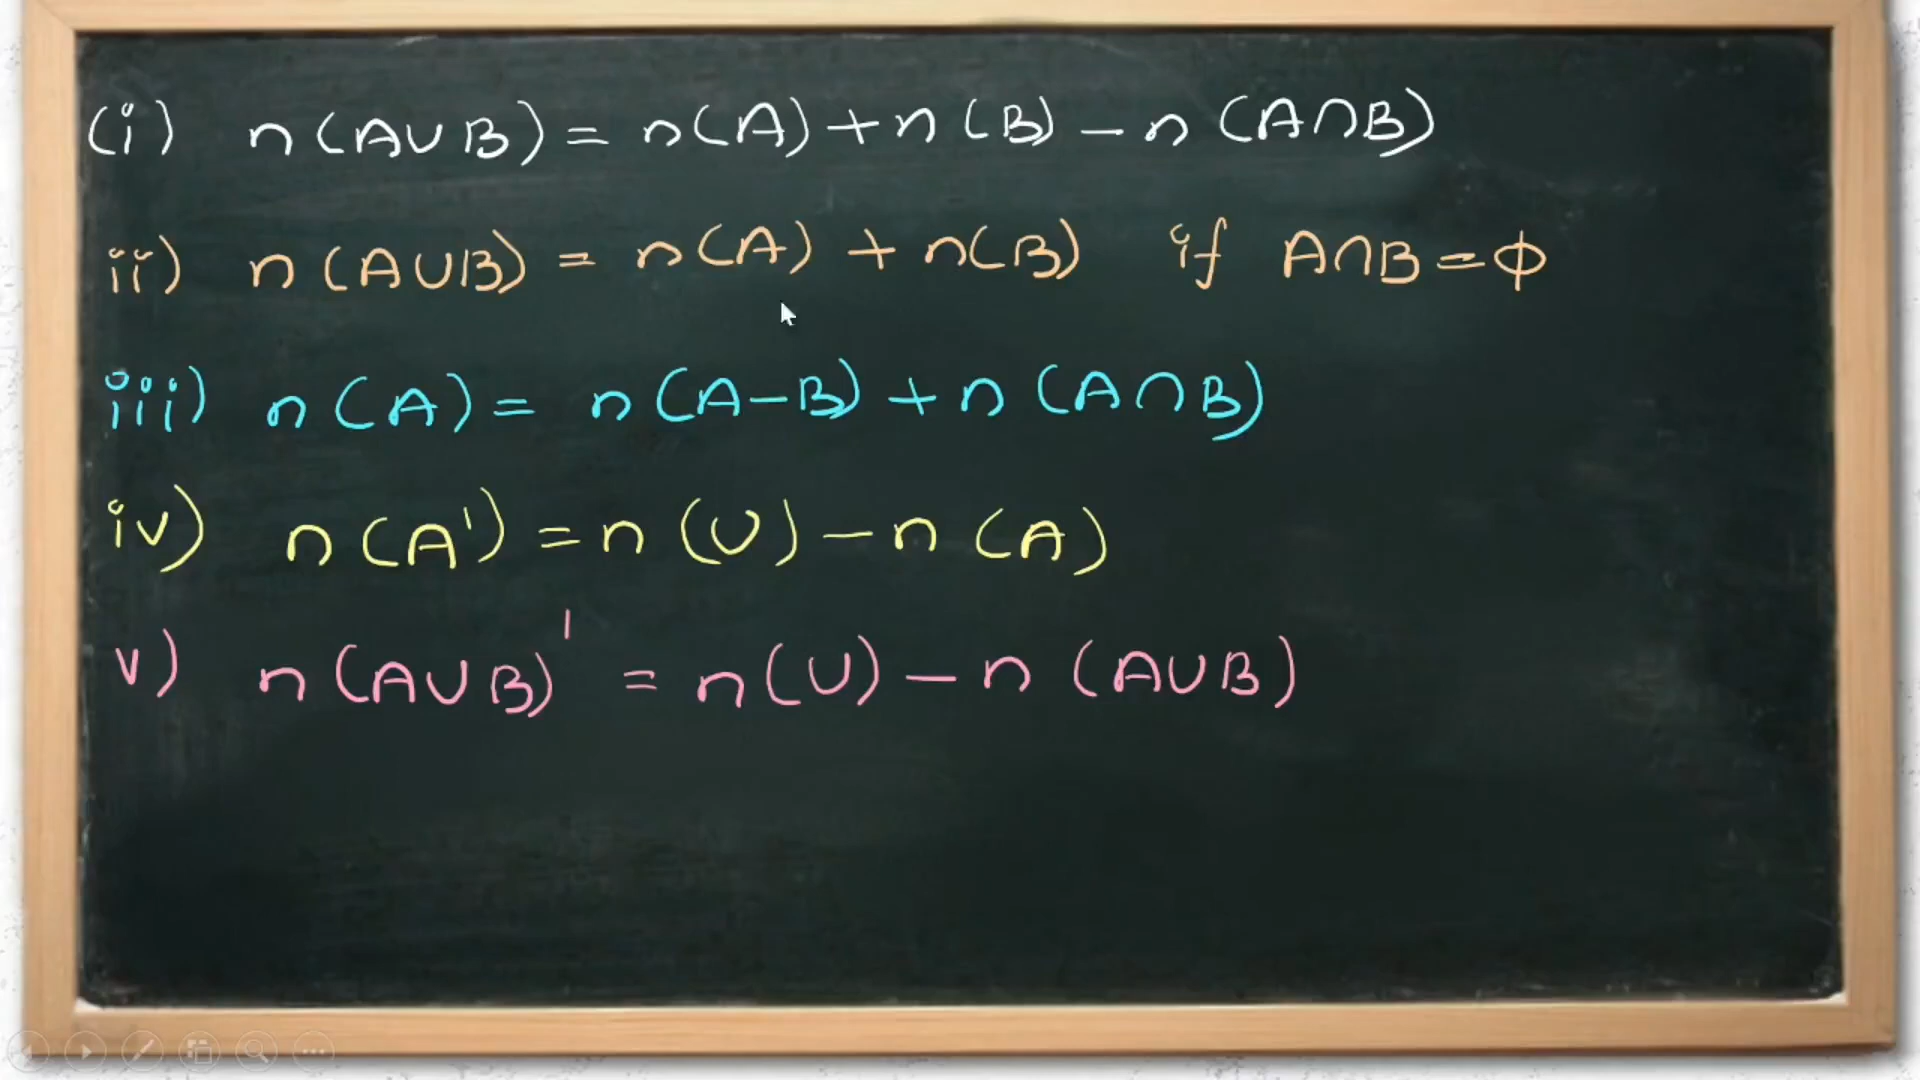 (i) n(A∪B) = n(A) + n(B) – n(A∩B)
ii) n(A∪B) = n(A) + n(B) if A∩B = ϕ
iii) n(A) = n(A–B) + n(A∩B)
iv) n(A') = n(U) – n(A)
v) n(A∪B)' = n(U) – n(A∪B)